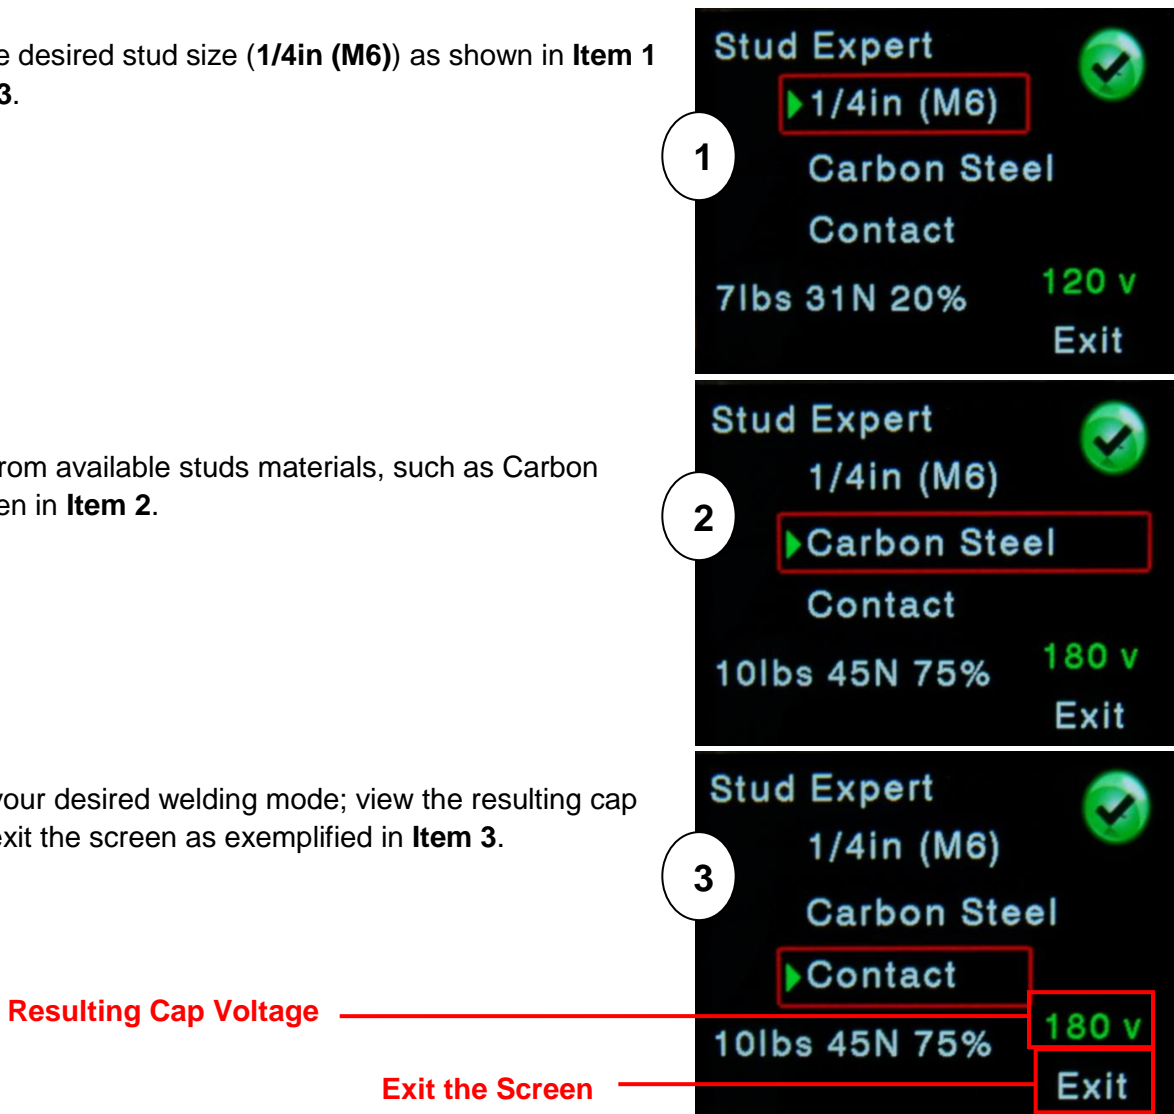 e desired stud size (1/4in (M6)) as shown in Item 1
3.
Stud Expert
1/4in (M6)
1
Carbon Steel
Contact
7lbs 31N 20%
120 v
Exit
rom available studs materials, such as Carbon
en in Item 2.
Stud Expert
1/4in (M6)
2
Carbon Steel
Contact
10lbs 45N 75%
180 v
Exit
your desired welding mode; view the resulting cap
exit the screen as exemplified in Item 3.
Stud Expert
1/4in (M6)
3
Carbon Steel
Contact
Resulting Cap Voltage
180 v
10lbs 45N 75%
Exit the Screen
Exit